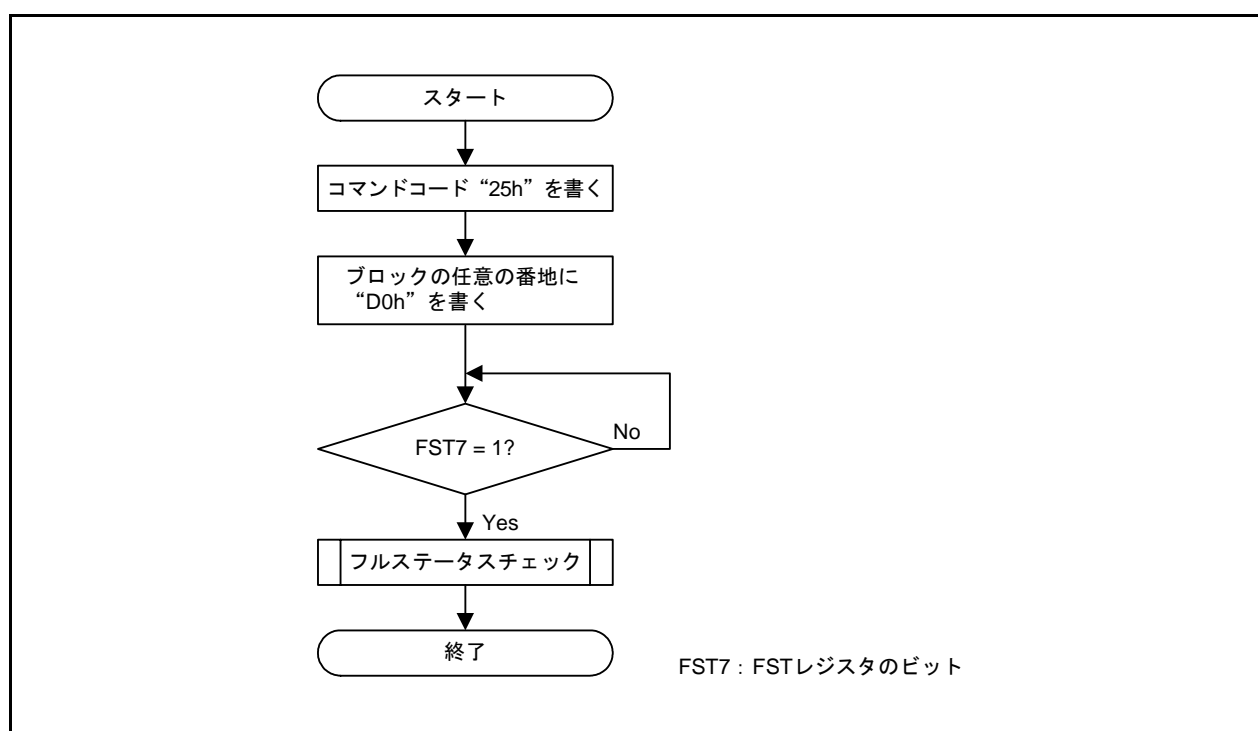 スタート
コマンドコード“25h”を書く
ブロックの任意の番地に
“D0h”を書く
FST7 = 1?
No
Yes
フルステータスチェック
終了
FST7：FSTレジスタのビット